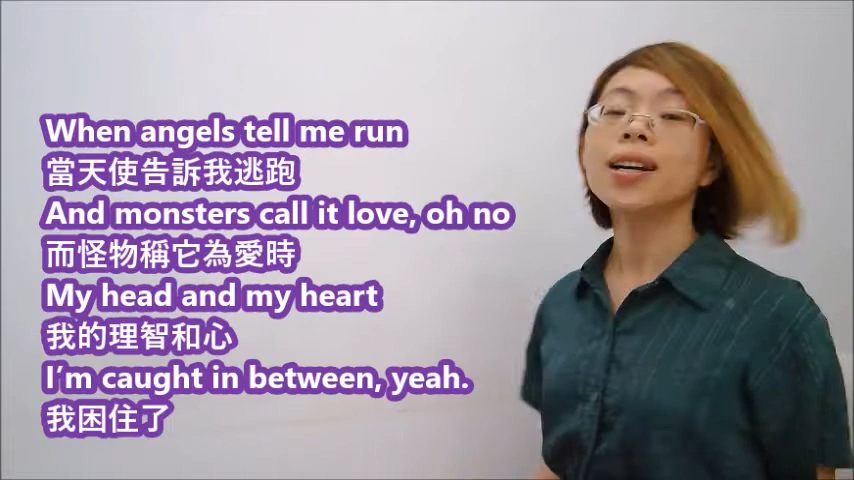 When angels tell me run
當天使告訴我逃跑
And monsters call it love, oh no
而怪物稱它為愛時
My head and my heart
我的理智和心
I’m caught in between, yeah.
我困住了